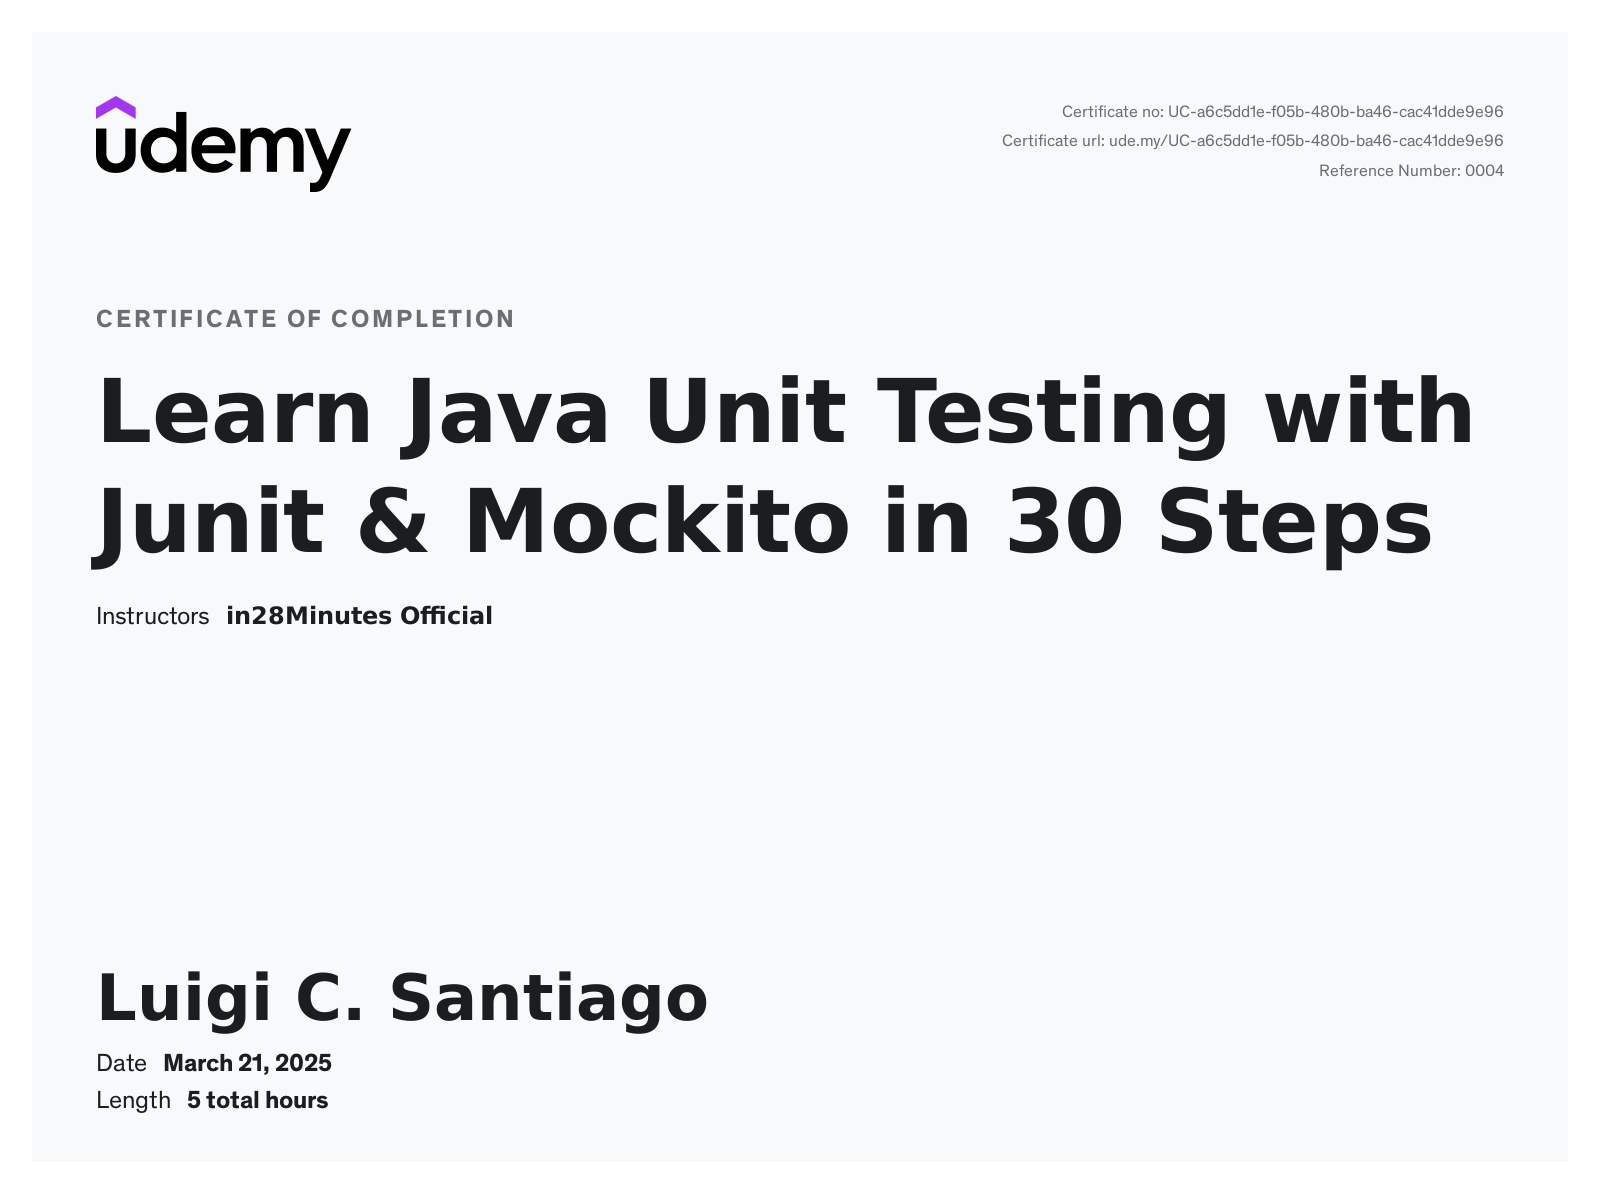 udemy
Certificate no: UC-a6c5dd1e-f05b-480b-ba46-cac41dde9e96
Certificate url: ude.my/UC-a6c5dd1e-f05b-480b-ba46-cac41dde9e96
Reference Number: 0004
CERTIFICATE OF COMPLETION
Learn Java Unit Testing with
Junit & Mockito in 30 Steps
Instructors in28Minutes Official
Luigi C. Santiago
Date March 21, 2025
Length 5 total hours